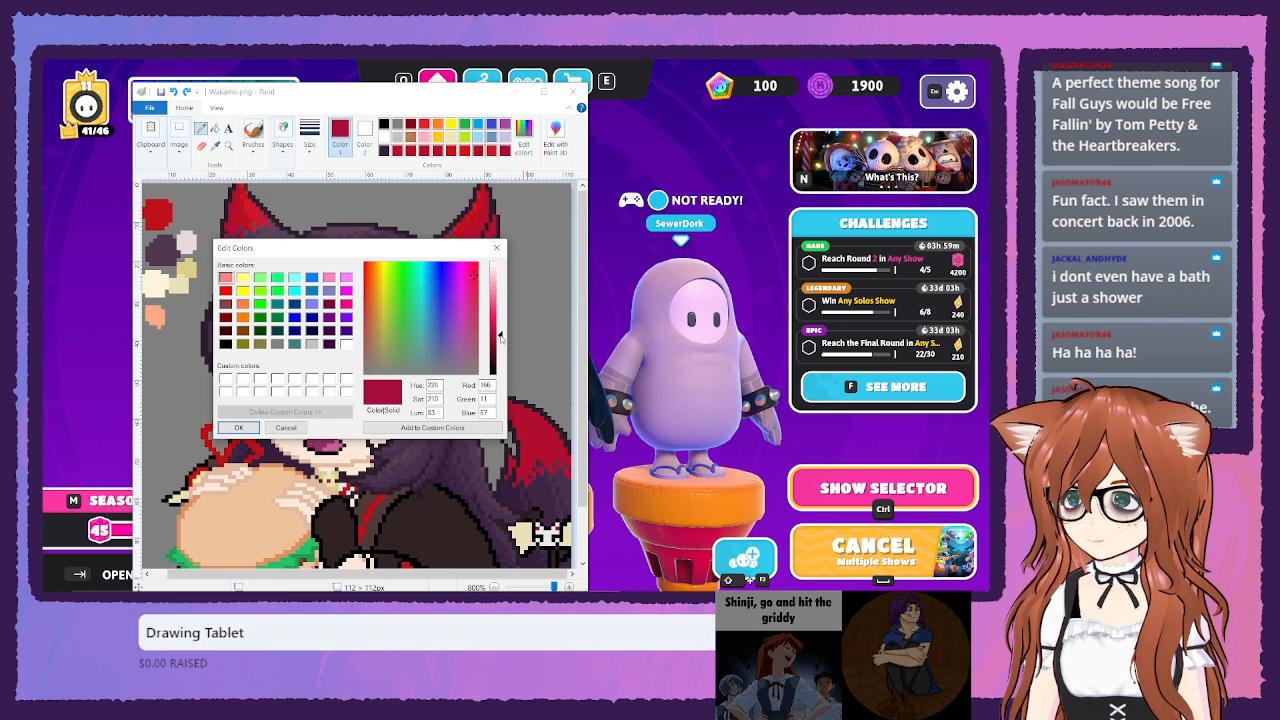 41/46
Q
E
100
1900
Esc
Wakamo.png - Paint
File
Home
View
Clipboard
Image
Tools
Brushes
Shapes
Size
Color 1
Color 2
Edit colors
Edit with Paint 3D
Colors
Edit Colors
Basic colors:
Custom colors:
Define Custom Colors >>
OK
Cancel
Color|Solid
Hue: 228
Sat: 210
Lum: 83
Red: 166
Green: 11
Blue: 57
Add to Custom Colors
112 × 112px
800%
M SEASO
45
OPEN
NOT READY!
SewerDork
N
What's This?
CHALLENGES
RARE
03h 59m
Reach Round 2 in Any Show
4/5
4200
LEGENDARY
33d 03h
Win Any Solos Show
6/8
240
EPIC
33d 03h
Reach the Final Round in Any S...
22/30
210
F SEE MORE
SHOW SELECTOR
Ctrl
CANCEL
Multiple Shows
A perfect theme song for
Fall Guys would be Free
Fallin' by Tom Petty &
the Heartbreakers.
JASONATOR44
Fun fact. I saw them in
concert back in 2006.
JACKAL ANDHYDE
i dont even have a bath
just a shower
JASONATOR44
Ha ha ha ha!
Drawing Tablet
$0.00 RAISED
Shinji, go and hit the
griddy